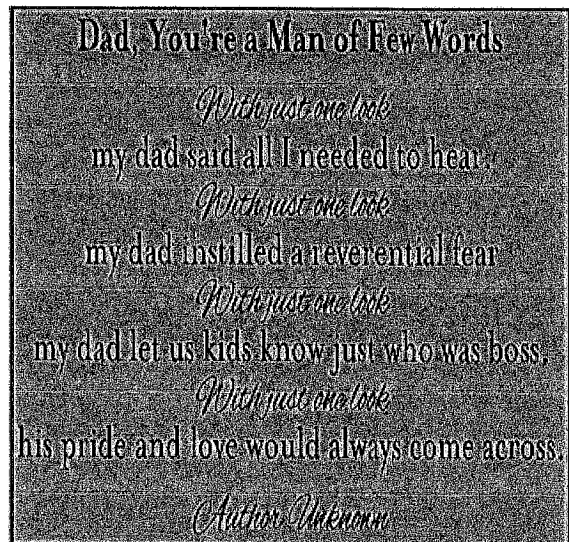 Dad, You're a Man of Few Words
With just one look
my dad said all I needed to hear.
With just one look
my dad instilled a reverential fear
With just one look
my dad let us kids know just who was boss.
With just one look
his pride and love would always come across.
Author Unknown